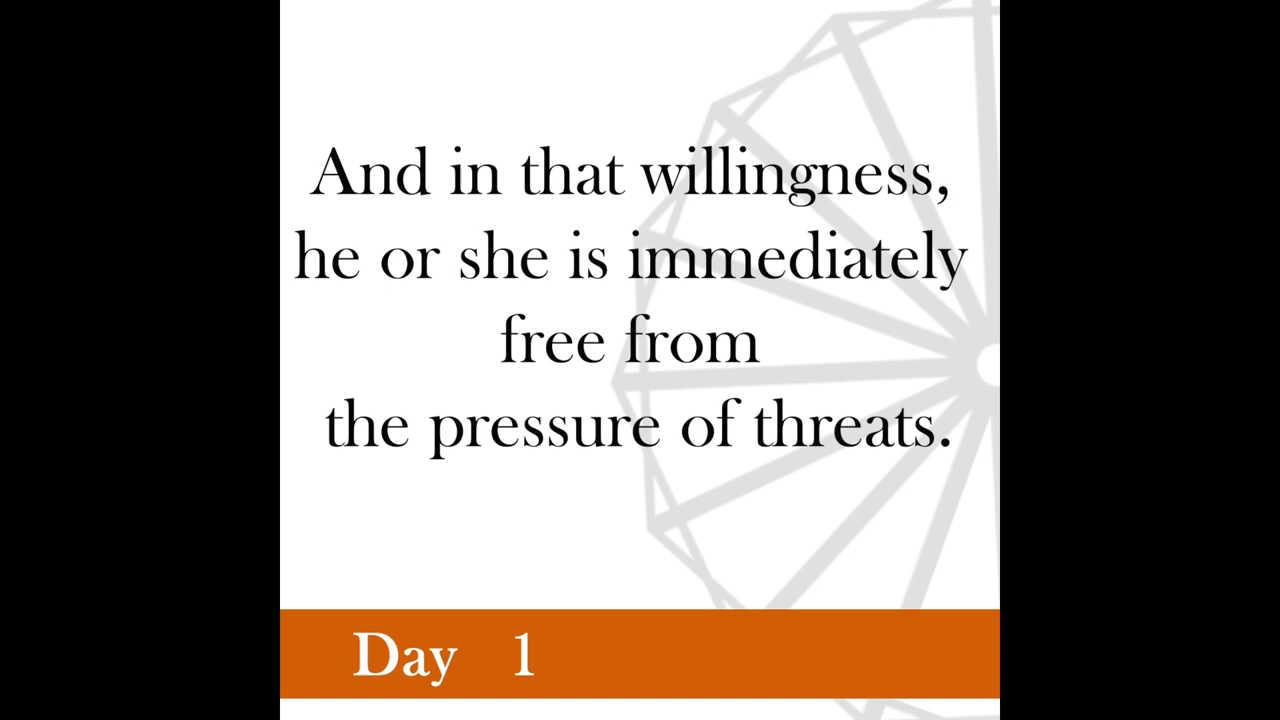 And in that willingness,
he or she is immediately
free from
the pressure of threats.
Day 1